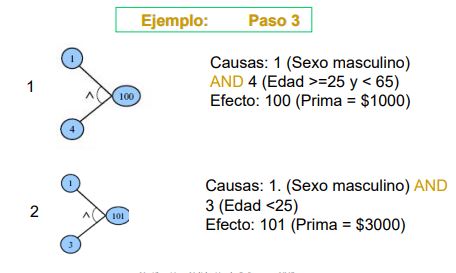 Ejemplo: Paso 3
1
1
4
^
100
Causas: 1 (Sexo masculino)
AND 4 (Edad >=25 y < 65)
Efecto: 100 (Prima = $1000)
2
1
3
^
101
Causas: 1. (Sexo masculino) AND
3 (Edad <25)
Efecto: 101 (Prima = $3000)